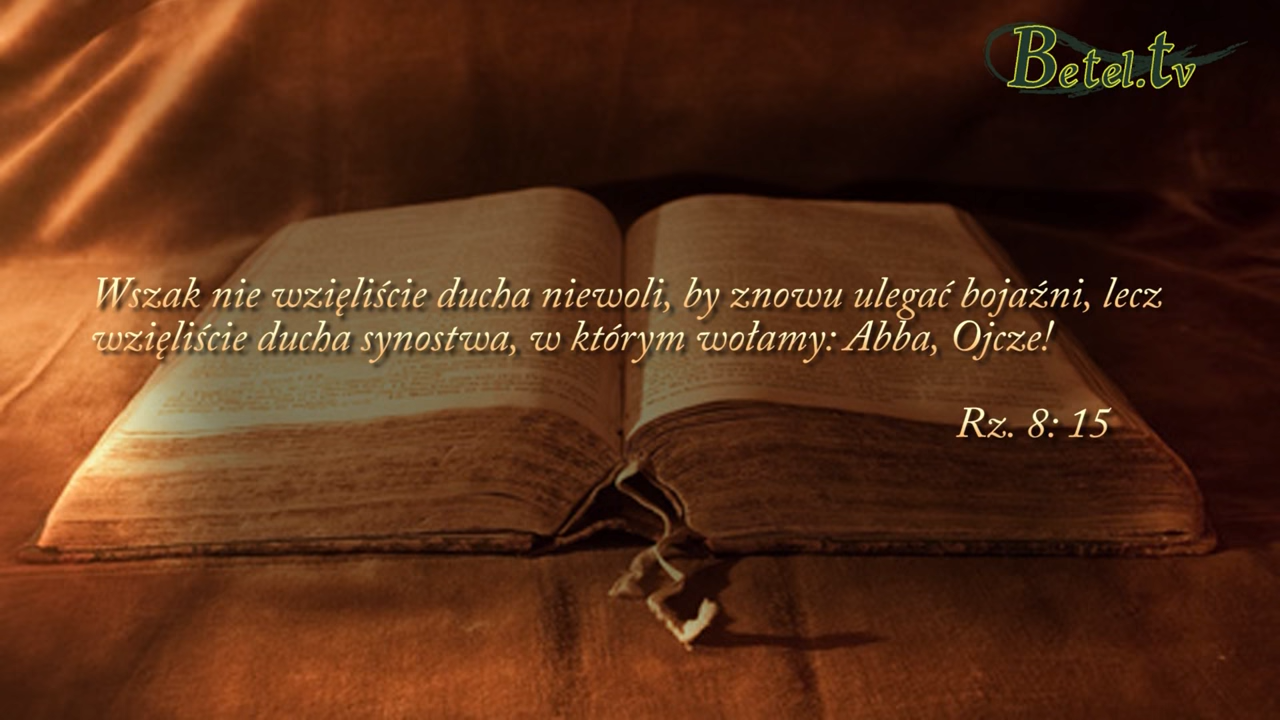 Betel.tv
Wszak nie wzięliście ducha niewoli, by znowu ulegać bojaźni, lecz
wzięliście ducha synostwa, w którym wołamy: Abba, Ojcze!
Rz. 8: 15